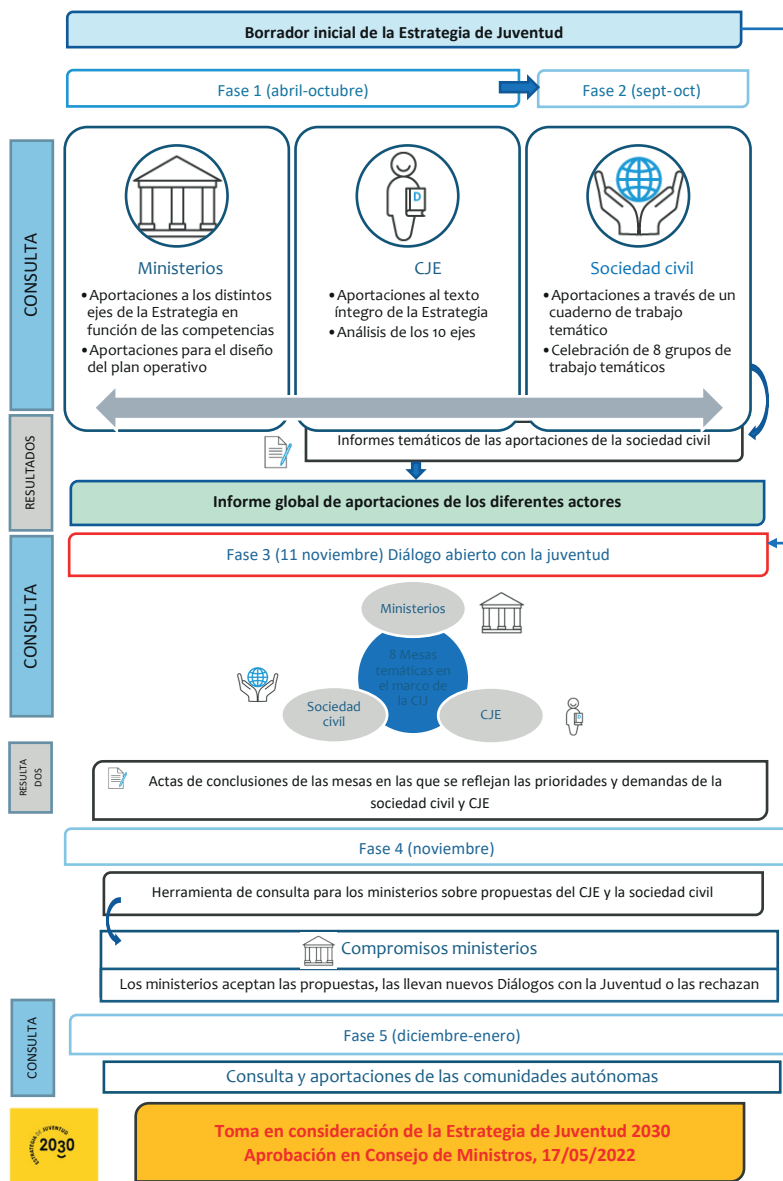 Borrador inicial de la Estrategia de Juventud
Fase 1 (abril-octubre)
Fase 2 (sept-oct)
CONSULTA
Ministerios
•Aportaciones a los distintos
ejes de la Estrategia en
función de las competencias
•Aportaciones para el diseño
del plan operativo
D
CJE
•Aportaciones al texto
íntegro de la Estrategia
•Análisis de los 10 ejes
Sociedad civil
•Aportaciones a través de un
cuaderno de trabajo
temático
•Celebración de 8 grupos de
trabajo temáticos
RESULTADOS
Informes temáticos de las aportaciones de la sociedad civil
Informe global de aportaciones de los diferentes actores
CONSULTA
Fase 3 (11 noviembre) Diálogo abierto con la juventud
Ministerios
8 Mesas
temáticas en
el marco de
la CIJ
Sociedad
civil
CJE
RESULTA
DOS
Actas de conclusiones de las mesas en las que se reflejan las prioridades y demandas de la
sociedad civil y CJE
Fase 4 (noviembre)
Herramienta de consulta para los ministerios sobre propuestas del CJE y la sociedad civil
Compromisos ministerios
Los ministerios aceptan las propuestas, las llevan nuevos Diálogos con la Juventud o las rechazan
CONSULTA
Fase 5 (diciembre-enero)
Consulta y aportaciones de las comunidades autónomas
ESTRATEGIA DE JUVENTUD
2030
Toma en consideración de la Estrategia de Juventud 2030
Aprobación en Consejo de Ministros, 17/05/2022